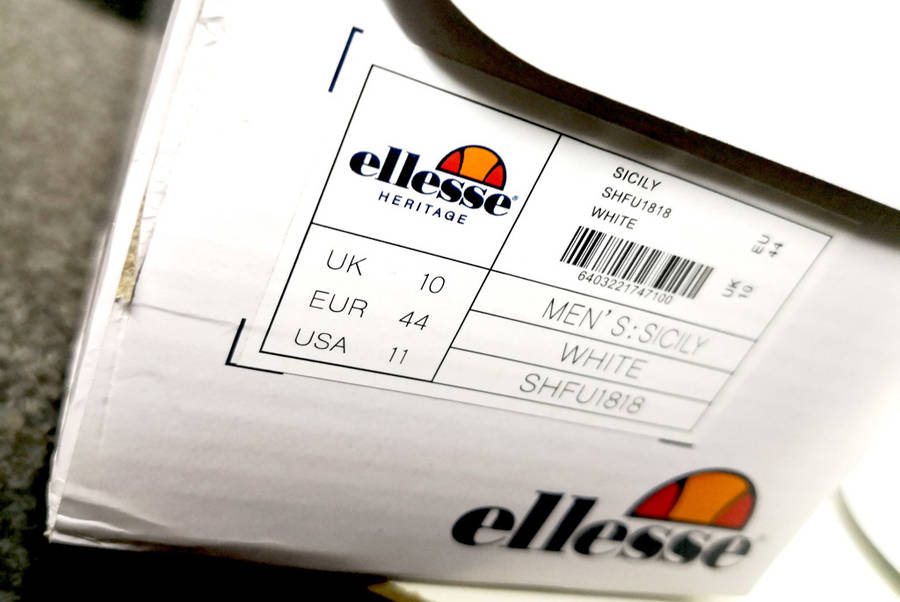 ellesse®
HERITAGE
UK 10
EUR 44
USA 11
SICILY
SHFU1818
WHITE
6403221747100
EU
44
UK
10
MEN'S:SICILY
WHITE
SHFU1818
ellesse